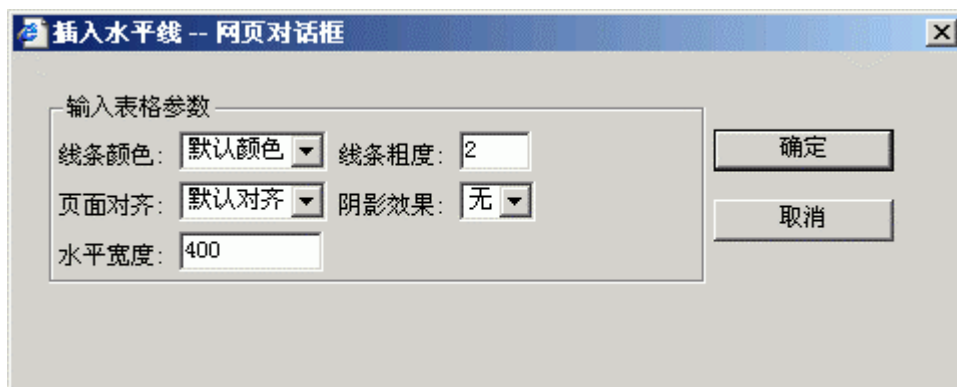 插入水平线 -- 网页对话框
输入表格参数
线条颜色: 默认颜色 线条粗度: 2 确定
页面对齐: 默认对齐 阴影效果: 无 取消
水平宽度: 400